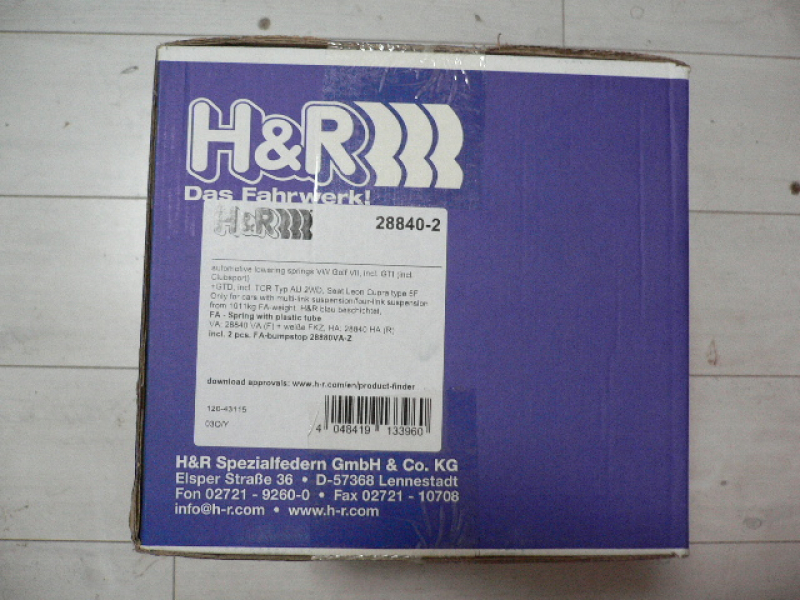 H&R
Das Fahrwerk!
H&R
28840-2
automotive lowering springs VW Golf VII, incl. GTI (incl.
Clubsport)
+GTD, incl. TCR Typ AU 2WD, Seat Leon Cupra type 5F
Only for cars with multi-link suspension/four-link suspension
from 1011kg FA-weight. H&R blau beschichtet,
FA - Spring with plastic tube
VA: 28840 VA (F) + weiße FKZ, HA: 28840 HA (R)
incl. 2 pcs. FA-bumpstop 28880VA-2
download approvals: www.h-r.com/en/product-finder
120-43115
03O/Y
4 048419 133960
H&R Spezialfedern GmbH & Co. KG
Elsper Straße 36 • D-57368 Lennestadt
Fon 02721 - 9260-0 • Fax 02721 - 10708
info@h-r.com • www.h-r.com